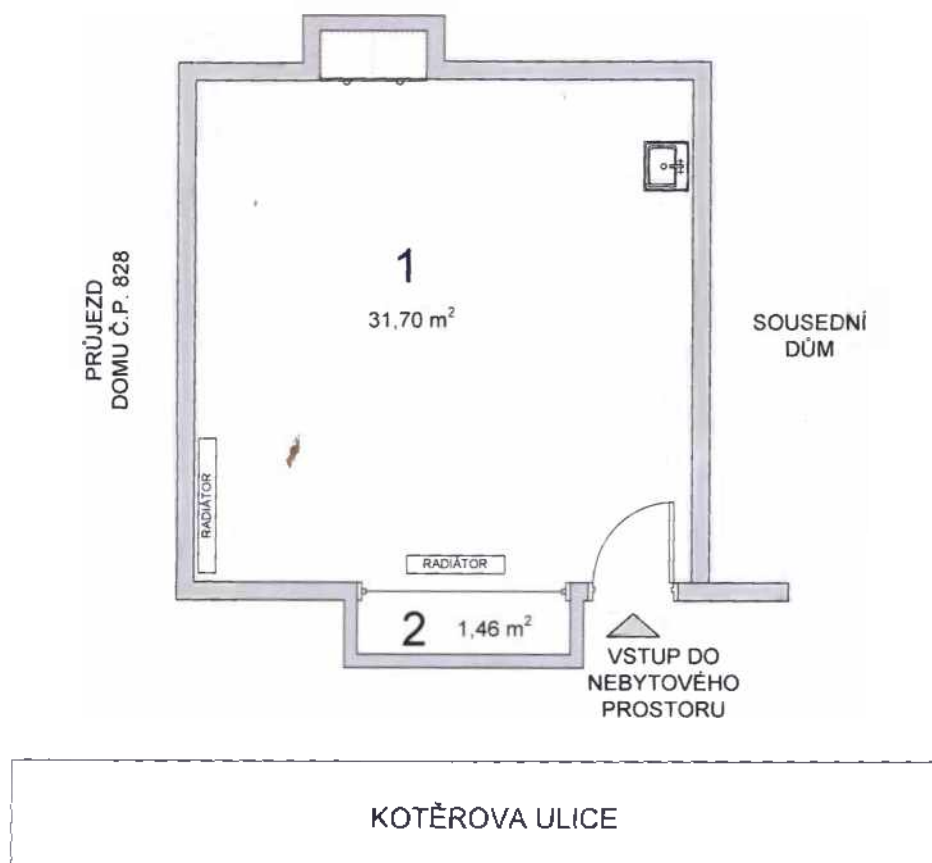 1
31,70 m²
PRŮJEZD
DOMU Č.P. 828
SOUSEDNÍ
DŮM
RADIÁTOR
RADIÁTOR
2 1,46 m²
VSTUP DO
NEBYTOVÉHO
PROSTORU
KOTĚROVA ULICE